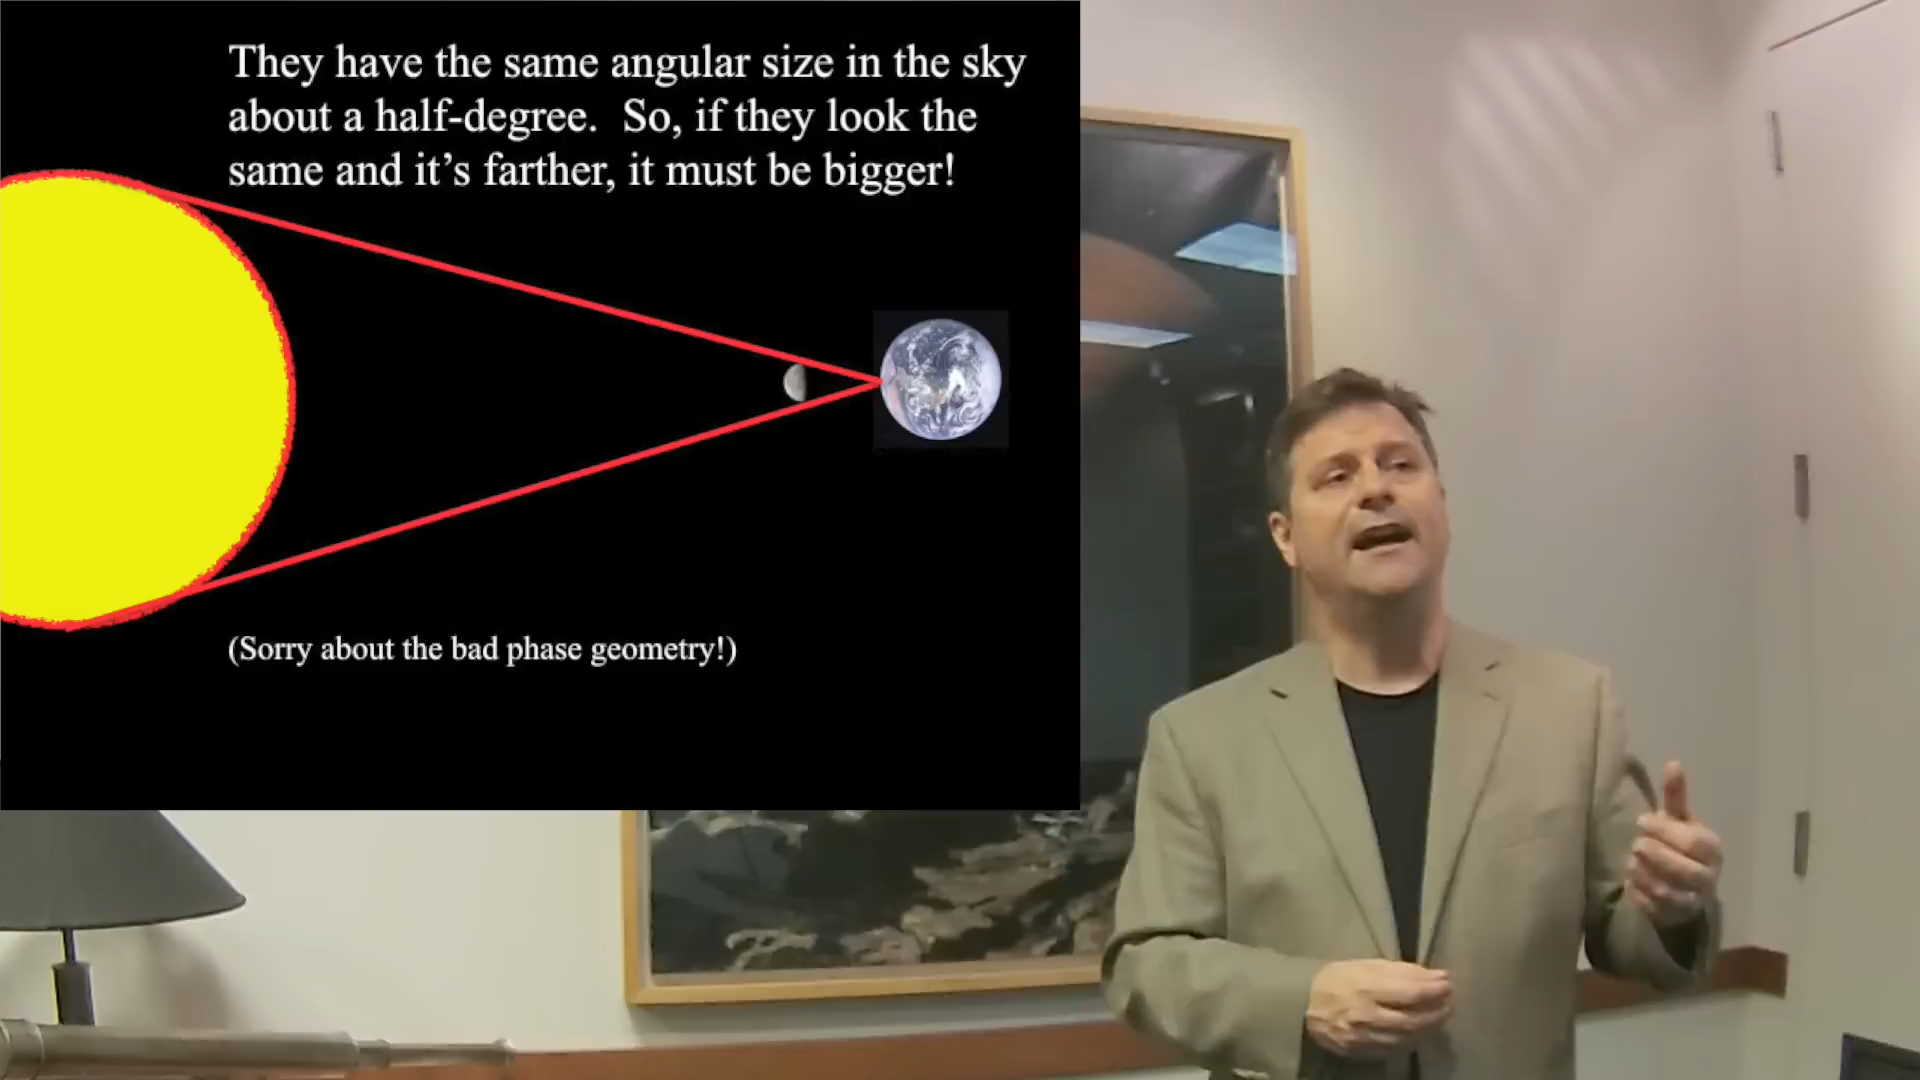 They have the same angular size in the sky
about a half-degree.  So, if they look the
same and it’s farther, it must be bigger!
(Sorry about the bad phase geometry!)